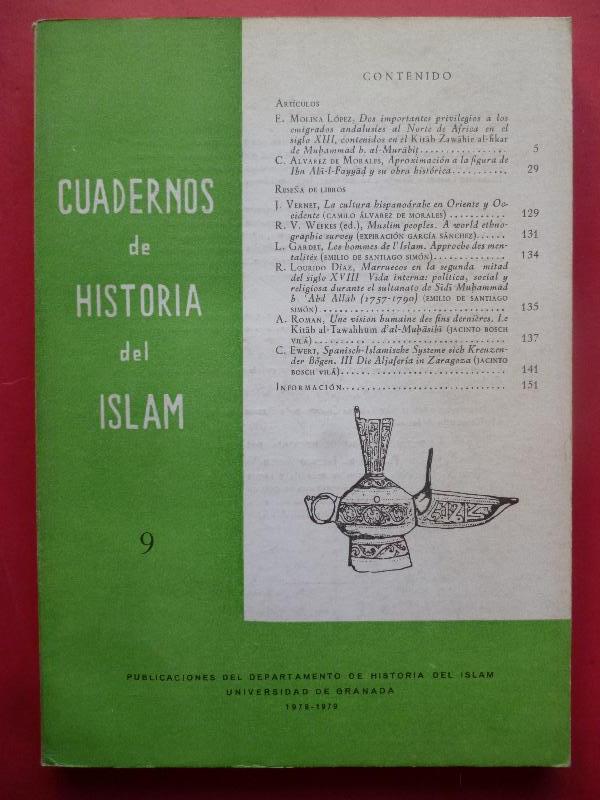 CUADERNOS
de
HISTORIA
del
ISLAM
9
CONTENIDO
ARTÍCULOS
E. MOLINA LÓPEZ, Dos importantes privilegios a los
emigrados andalusíes al Norte de Africa en el
siglo XIII, contenidos en el Kitāb Zawāhir al-fikar
de Muḥammad b. al-Murābiṭ.................. 5
C. ALVAREZ DE MORALES, Aproximación a la figura de
Ibn Abī-l-Fayyāḍ y su obra histórica.......... 29
RESEÑA DE LIBROS
J. VERNET, La cultura hispanoárabe en Oriente y Oc-
cidente (CAMILO ÁLVAREZ DE MORALES) ........... 129
R. V. WEEKES (ed.), Muslim peoples. A world ethno-
graphic survey (EXPIRACIÓN GARCÍA SÁNCHEZ)...... 131
L. GARDET, Les hommes de l'Islam. Approche des men-
talités (EMILIO DE SANTIAGO SIMÓN).............. 134
R. LOURIDO DÍAZ, Marruecos en la segunda mitad
del siglo XVIII Vida interna: política, social y
religiosa durante el sultanato de Sīdī Muḥammad
b. 'Abd Allāh (1757-1790) (EMILIO DE SANTIAGO
SIMÓN)........................................ 135
A. ROMAN, Une vision humaine des fins dernières. Le
Kitāb al-Tawahhum d'al-Muḥāsibī (JACINTO BOSCH
VILÁ)......................................... 137
C. EWERT, Spanisch-Islamische Systeme sich Kreuzen-
der Bögen. III Die Aljafería in Zaragoza (JACINTO
BOSCH VILÁ)................................... 141
INFORMACIÓN................................... 151
PUBLICACIONES DEL DEPARTAMENTO DE HISTORIA DEL ISLAM
UNIVERSIDAD DE GRANADA
1978-1979